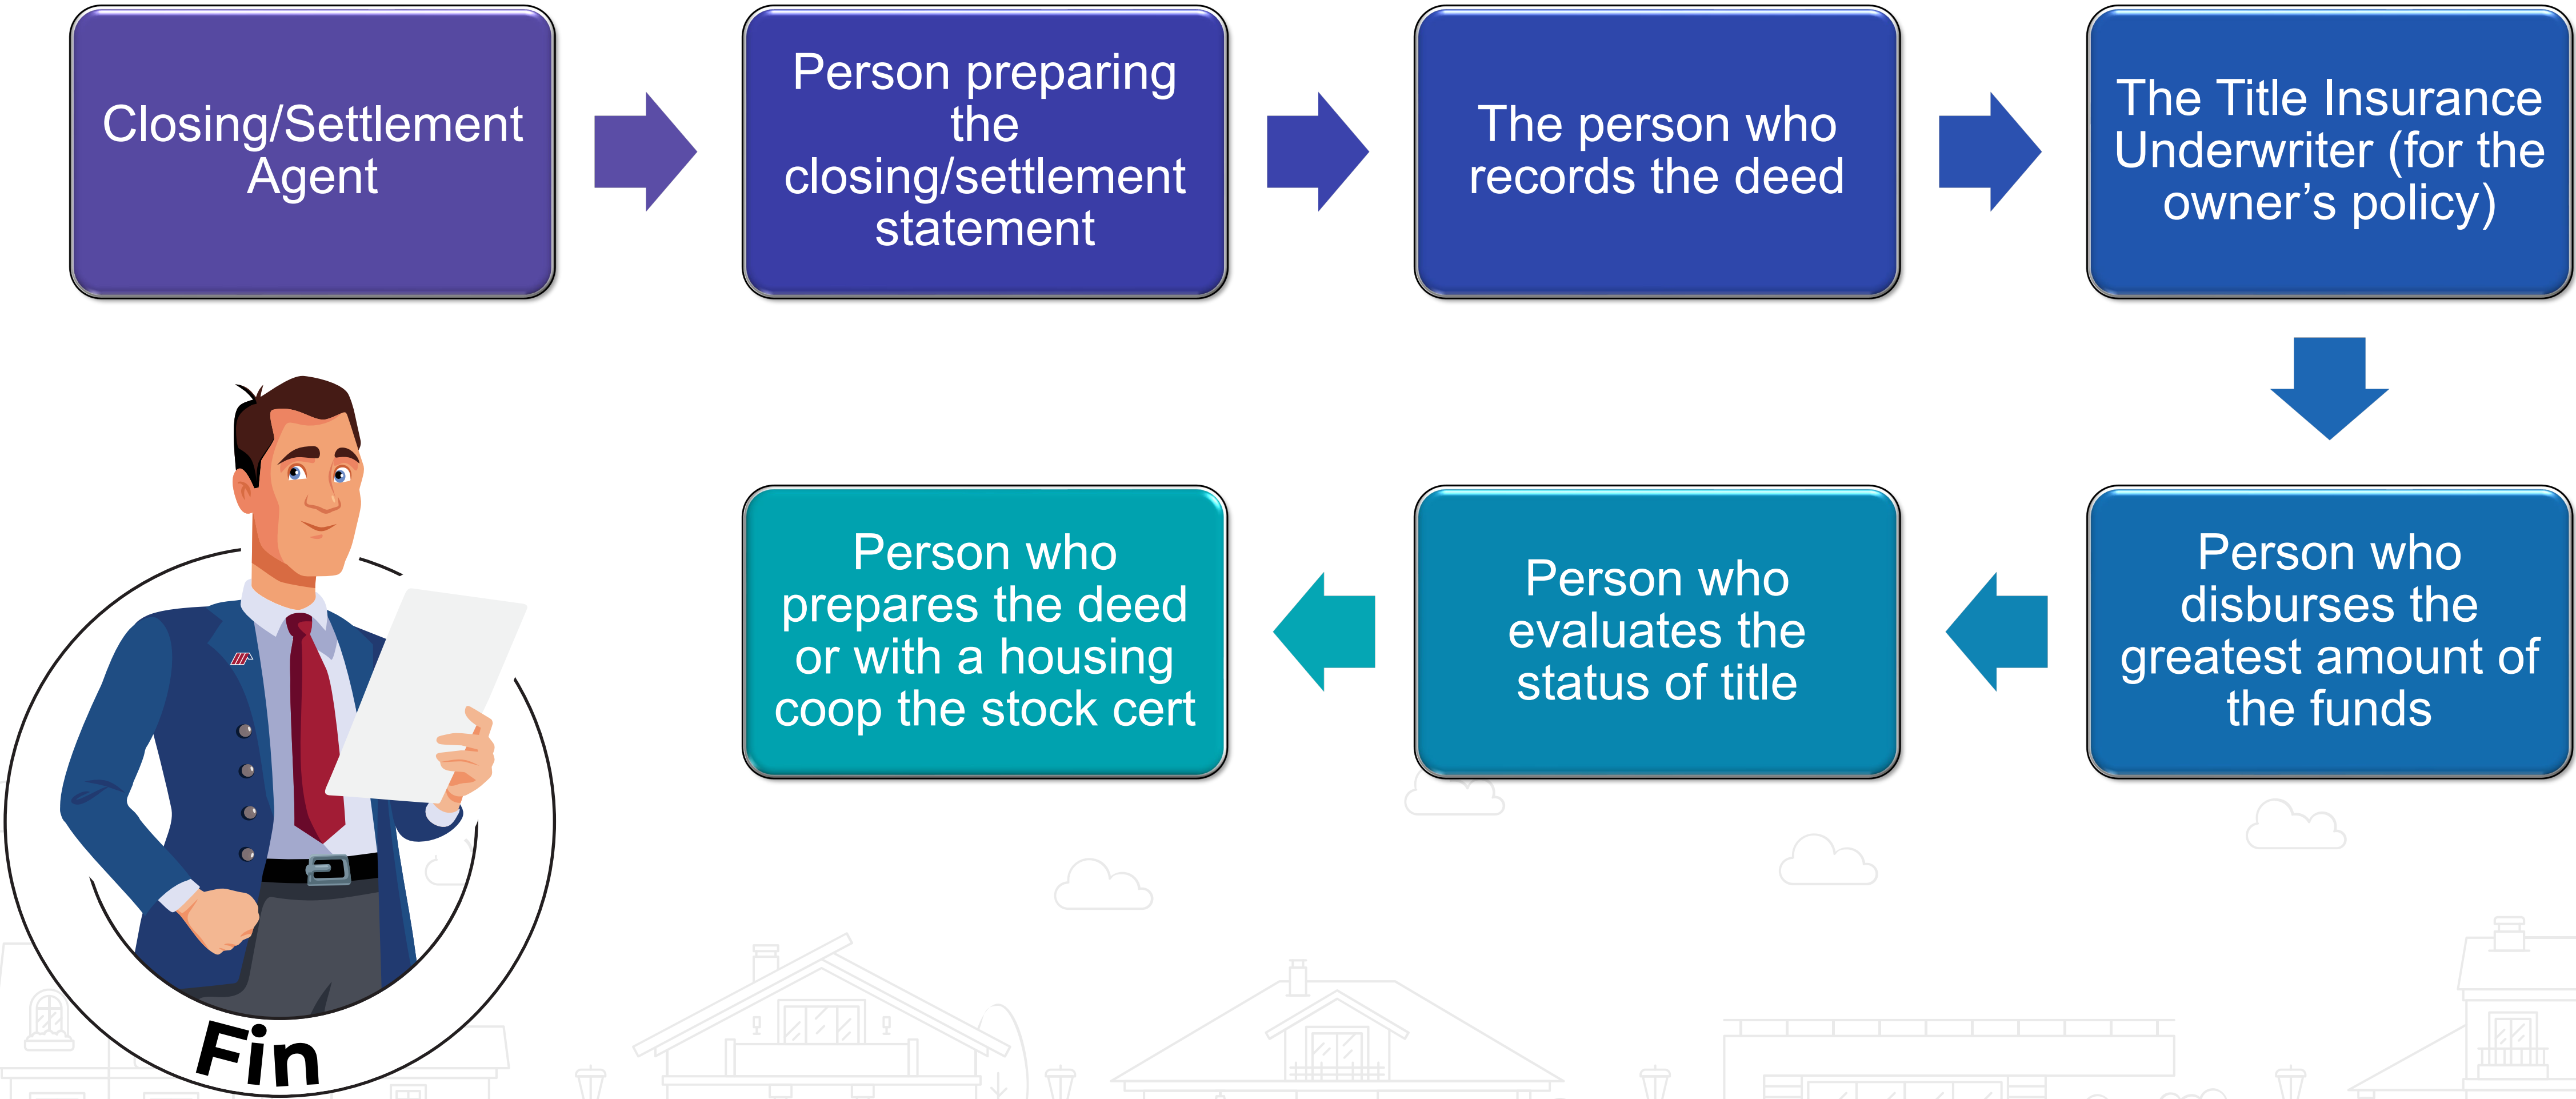 Closing/Settlement
Agent
Person preparing
the
closing/settlement
statement
The person who
records the deed
The Title Insurance
Underwriter (for the
owner’s policy)
Person who
disburses the
greatest amount of
the funds
Person who
evaluates the
status of title
Person who
prepares the deed
or with a housing
coop the stock cert
Fin